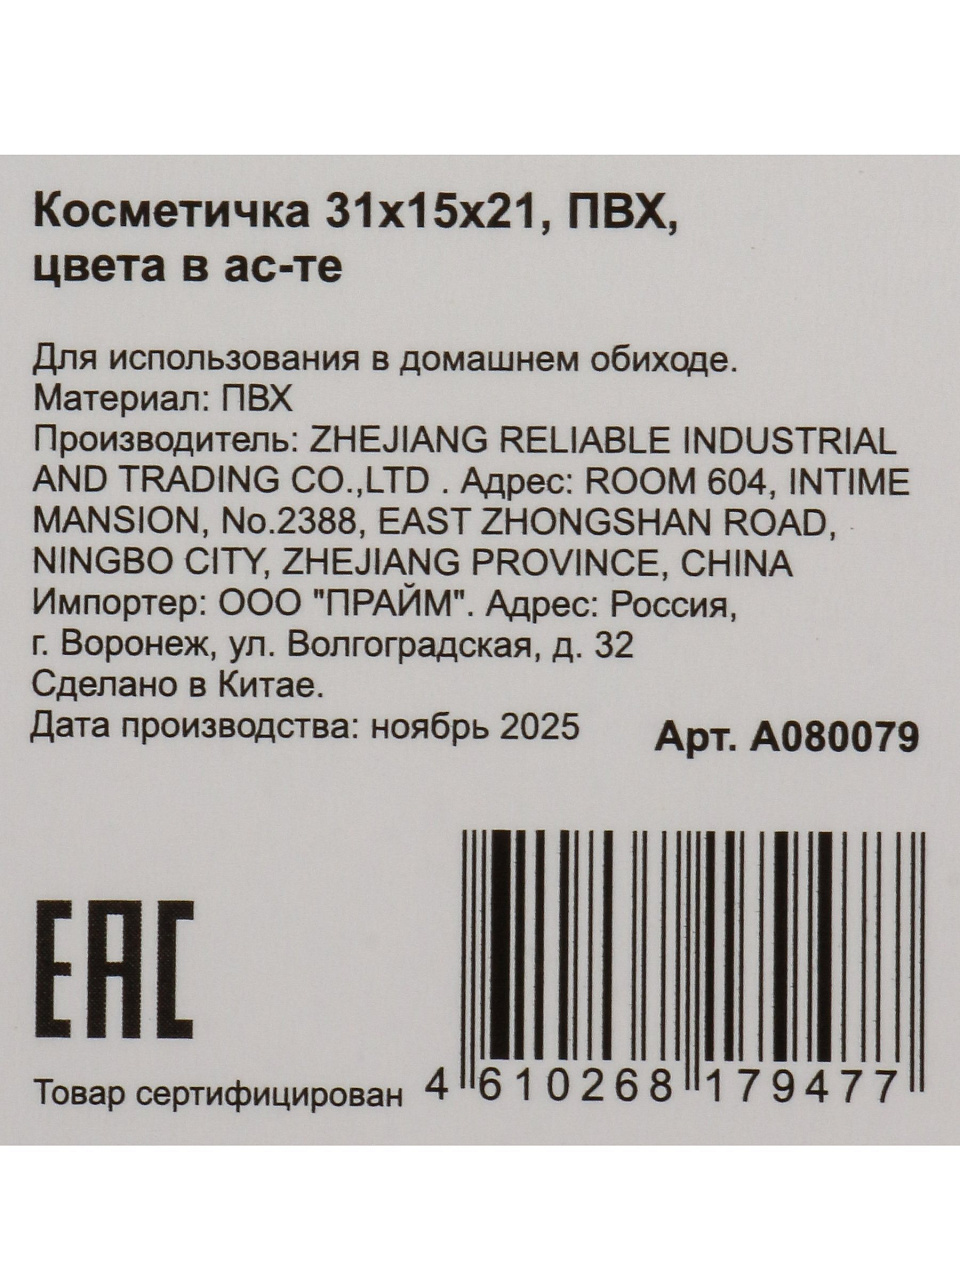 Косметичка 31х15х21, ПВХ,
цвета в ас-те
Для использования в домашнем обиходе.
Материал: ПВХ
Производитель: ZHEJIANG RELIABLE INDUSTRIAL
AND TRADING CO.,LTD . Адрес: ROOM 604, INTIME
MANSION, No.2388, EAST ZHONGSHAN ROAD,
NINGBO CITY, ZHEJIANG PROVINCE, CHINA
Импортер: ООО "ПРАЙМ". Адрес: Россия,
г. Воронеж, ул. Волгоградская, д. 32
Сделано в Китае.
Дата производства: ноябрь 2025
Арт. А080079
ЕАС
Товар сертифицирован
4 610268 179477